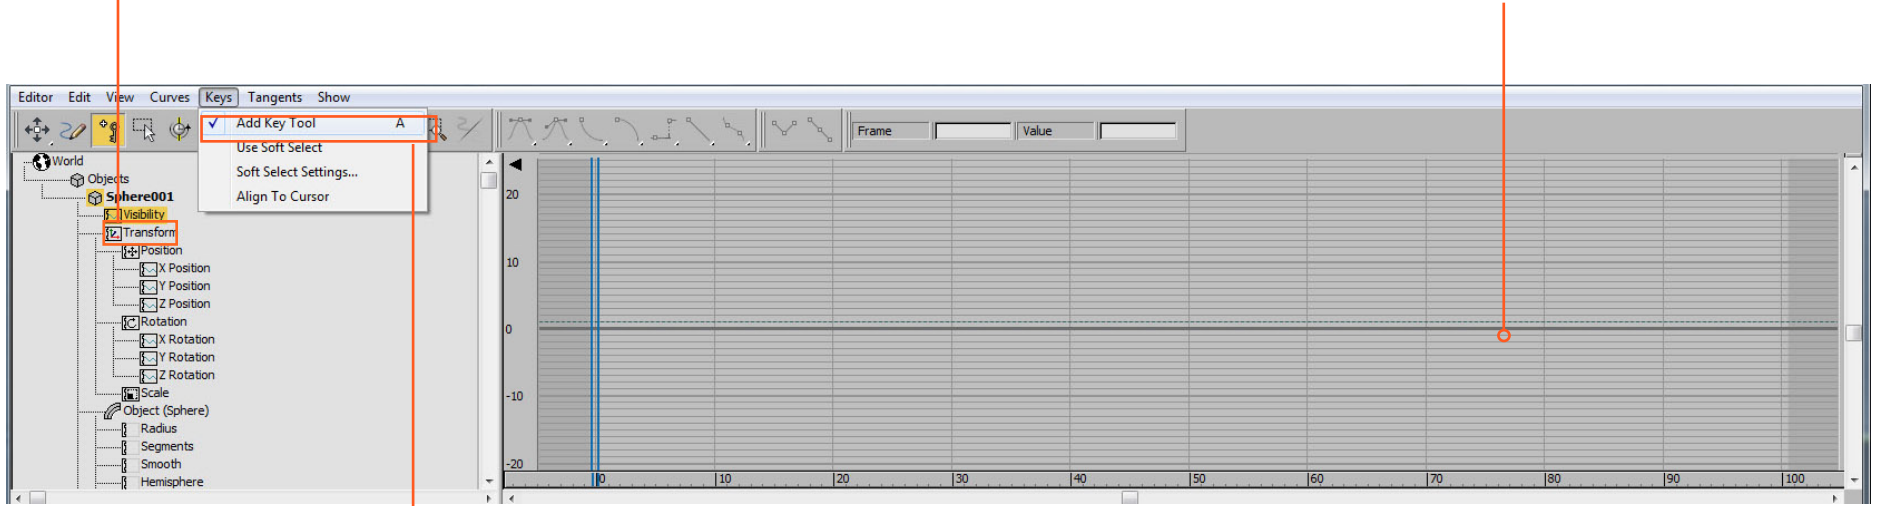 Editor Edit View Curves Keys Tangents Show
Add Key Tool A
Use Soft Select
Soft Select Settings...
Align To Cursor
Frame Value
World
Objects
Sphere001
Visibility
Transform
Position
X Position
Y Position
Z Position
Rotation
X Rotation
Y Rotation
Z Rotation
Scale
Object (Sphere)
Radius
Segments
Smooth
Hemisphere
20
10
0
-10
-20
0 10 20 30 40 50 60 70 80 90 100